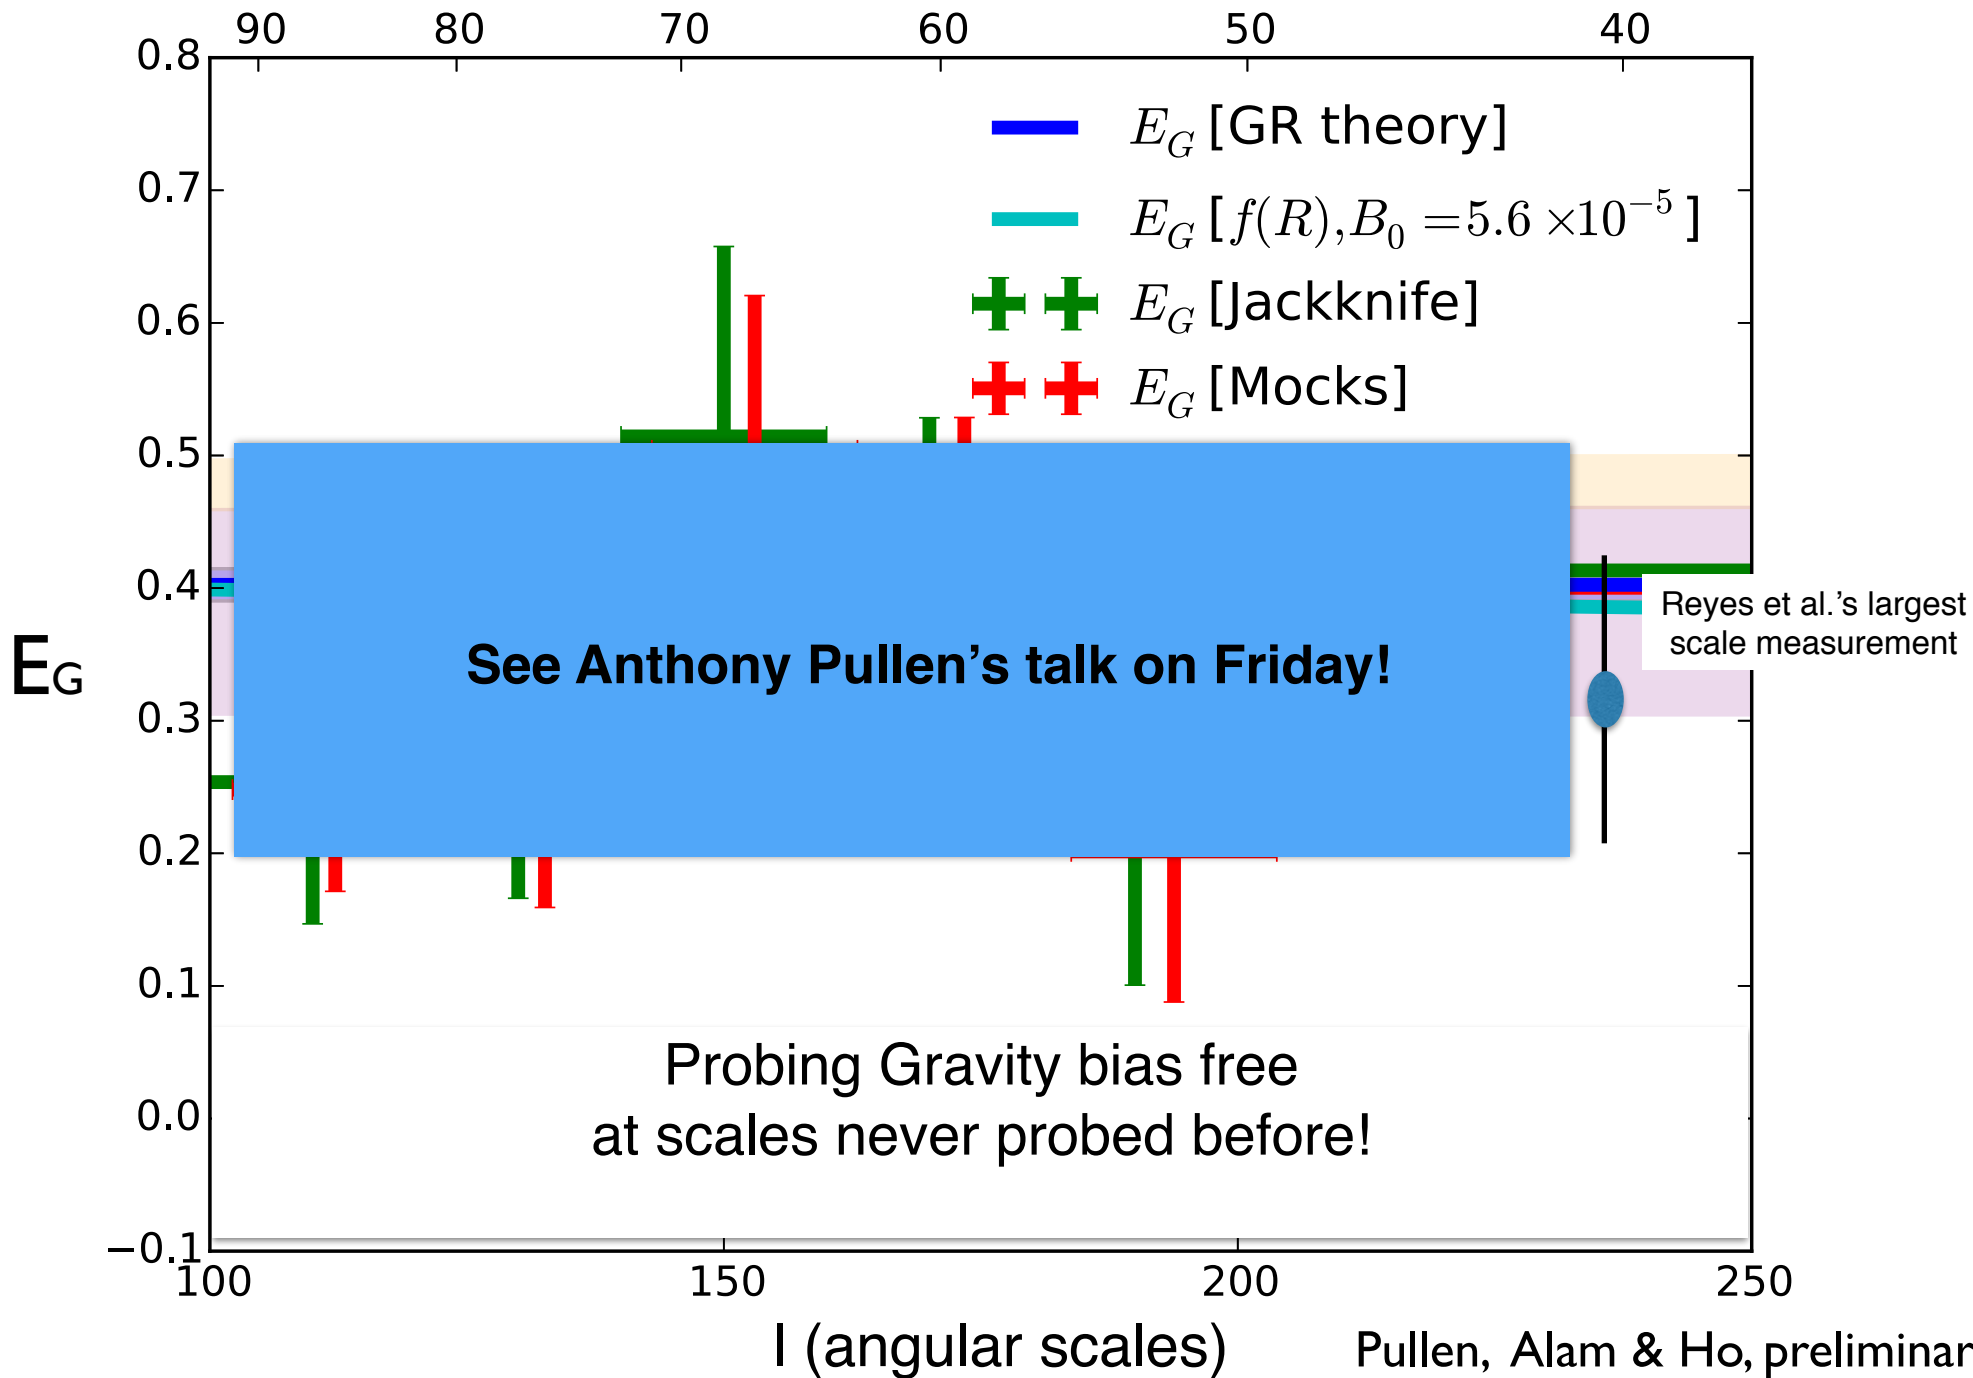 90 80 70 60 50 40
0.8
0.7
0.6
0.5
0.4
0.3
0.2
0.1
0.0
−0.1
E_G
E_G [GR theory]
E_G [f(R), B_0 = 5.6 ×10^{−5} ]
E_G [Jackknife]
E_G [Mocks]
See Anthony Pullen’s talk on Friday!
Reyes et al.’s largest
scale measurement
Probing Gravity bias free
at scales never probed before!
100 150 200 250
l (angular scales)
Pullen, Alam & Ho, preliminar